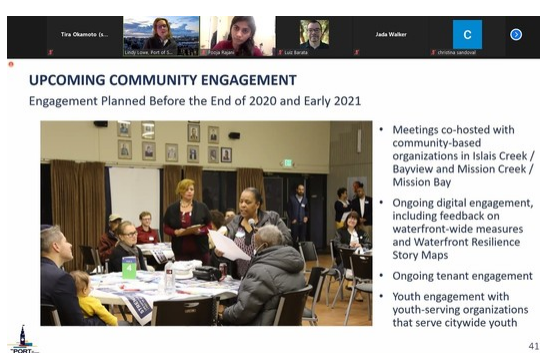 Tira Okamoto (s...
Lindy Lowe, Port of S...
Pooja Rajani
Luiz Barata
Jada Walker
C
christina sandoval
UPCOMING COMMUNITY ENGAGEMENT
Engagement Planned Before the End of 2020 and Early 2021
• Meetings co-hosted with
community-based
organizations in Islais Creek /
Bayview and Mission Creek /
Mission Bay
• Ongoing digital engagement,
including feedback on
waterfront-wide measures
and Waterfront Resilience
Story Maps
• Ongoing tenant engagement
• Youth engagement with
youth-serving organizations
that serve citywide youth
4
PORT
41